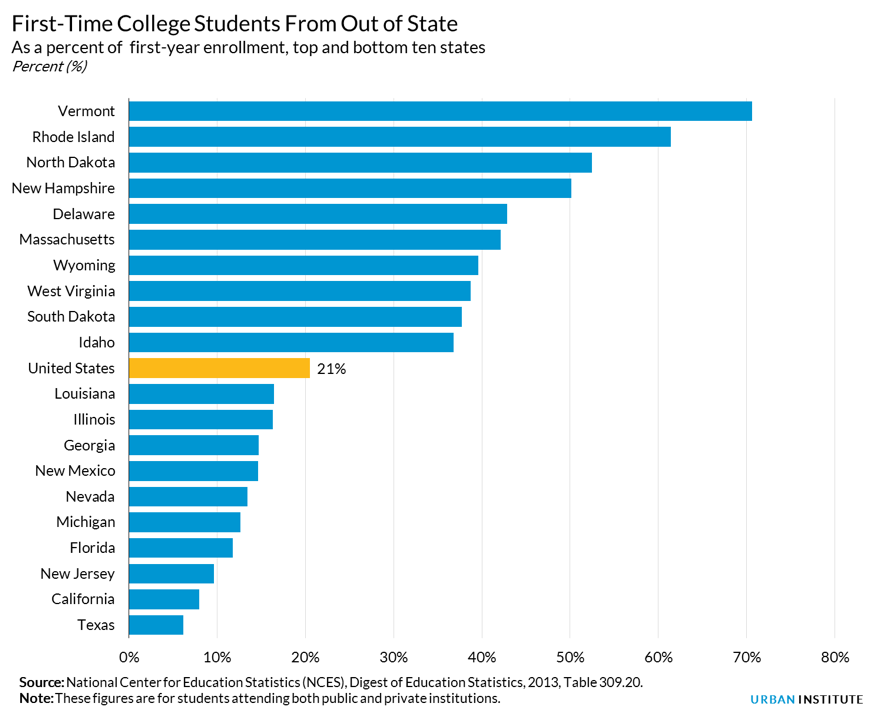 First-Time College Students From Out of State
As a percent of first-year enrollment, top and bottom ten states
Percent (%)
Vermont
Rhode Island
North Dakota
New Hampshire
Delaware
Massachusetts
Wyoming
West Virginia
South Dakota
Idaho
United States 21%
Louisiana
Illinois
Georgia
New Mexico
Nevada
Michigan
Florida
New Jersey
California
Texas
0% 10% 20% 30% 40% 50% 60% 70% 80%
Source: National Center for Education Statistics (NCES), Digest of Education Statistics, 2013, Table 309.20.
Note: These figures are for students attending both public and private institutions.
URBAN INSTITUTE